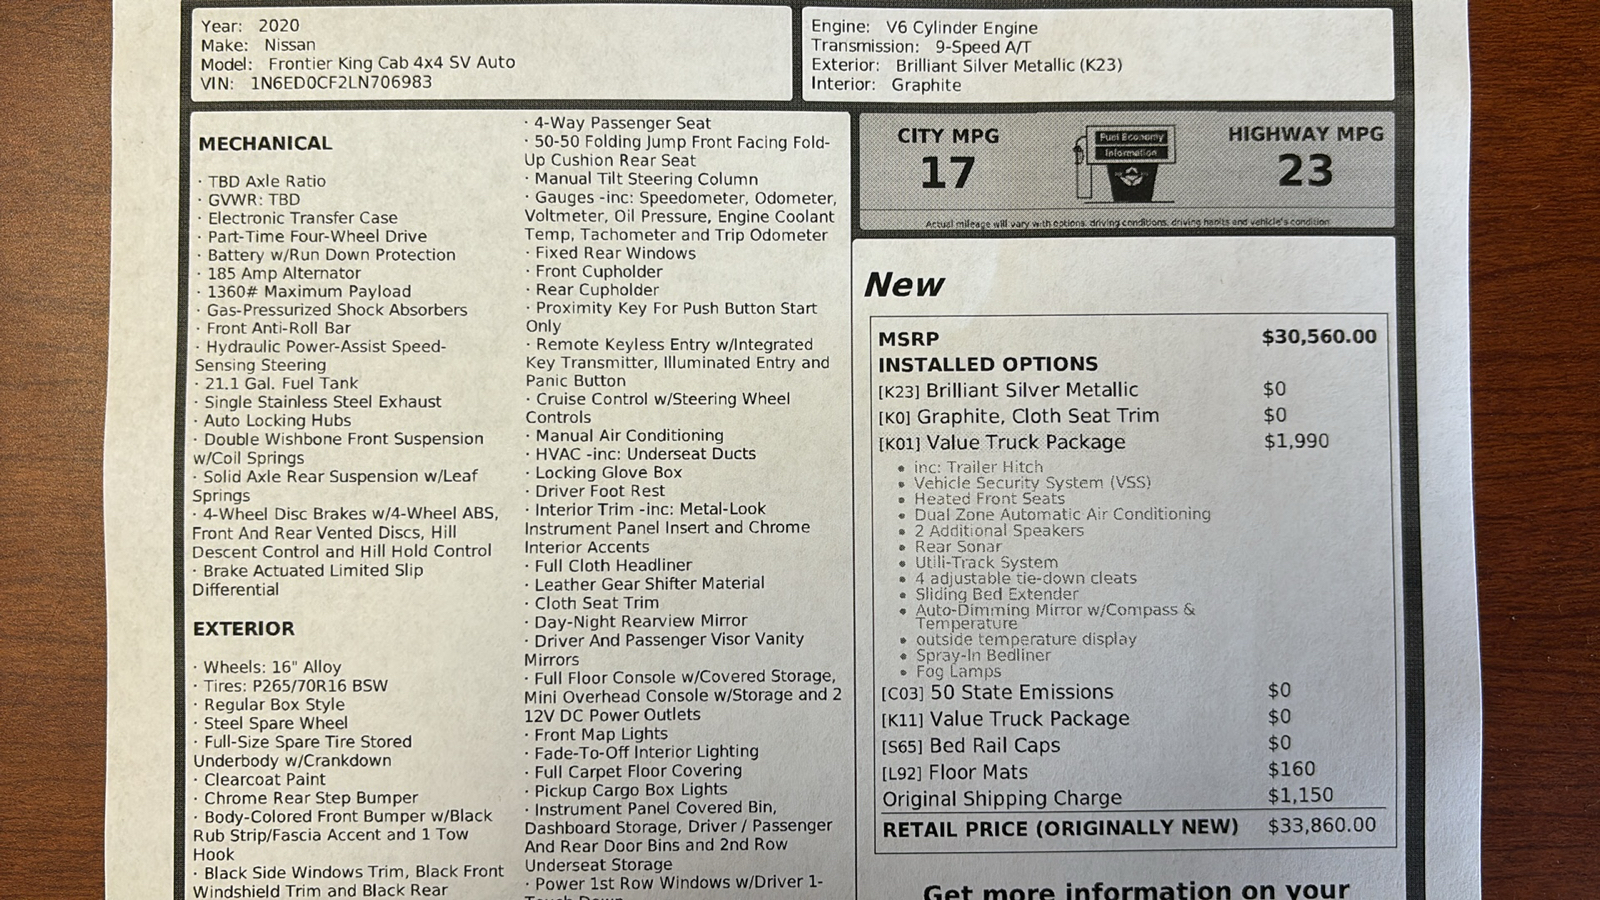 Year: 2020
Make: Nissan
Model: Frontier King Cab 4x4 SV Auto
VIN: 1N6ED0CF2LN706983
Engine: V6 Cylinder Engine
Transmission: 9-Speed A/T
Exterior: Brilliant Silver Metallic (K23)
Interior: Graphite
MECHANICAL
· TBD Axle Ratio
· GVWR: TBD
· Electronic Transfer Case
· Part-Time Four-Wheel Drive
· Battery w/Run Down Protection
· 185 Amp Alternator
· 1360# Maximum Payload
· Gas-Pressurized Shock Absorbers
· Front Anti-Roll Bar
· Hydraulic Power-Assist Speed-
Sensing Steering
· 21.1 Gal. Fuel Tank
· Single Stainless Steel Exhaust
· Auto Locking Hubs
· Double Wishbone Front Suspension
w/Coil Springs
· Solid Axle Rear Suspension w/Leaf
Springs
· 4-Wheel Disc Brakes w/4-Wheel ABS,
Front And Rear Vented Discs, Hill
Descent Control and Hill Hold Control
· Brake Actuated Limited Slip
Differential
EXTERIOR
· Wheels: 16" Alloy
· Tires: P265/70R16 BSW
· Regular Box Style
· Steel Spare Wheel
· Full-Size Spare Tire Stored
Underbody w/Crankdown
· Clearcoat Paint
· Chrome Rear Step Bumper
· Body-Colored Front Bumper w/Black
Rub Strip/Fascia Accent and 1 Tow
Hook
· Black Side Windows Trim, Black Front
Windshield Trim and Black Rear
· 4-Way Passenger Seat
· 50-50 Folding Jump Front Facing Fold-
Up Cushion Rear Seat
· Manual Tilt Steering Column
· Gauges -inc: Speedometer, Odometer,
Voltmeter, Oil Pressure, Engine Coolant
Temp, Tachometer and Trip Odometer
· Fixed Rear Windows
· Front Cupholder
· Rear Cupholder
· Proximity Key For Push Button Start
Only
· Remote Keyless Entry w/Integrated
Key Transmitter, Illuminated Entry and
Panic Button
· Cruise Control w/Steering Wheel
Controls
· Manual Air Conditioning
· HVAC -inc: Underseat Ducts
· Locking Glove Box
· Driver Foot Rest
· Interior Trim -inc: Metal-Look
Instrument Panel Insert and Chrome
Interior Accents
· Full Cloth Headliner
· Leather Gear Shifter Material
· Cloth Seat Trim
· Day-Night Rearview Mirror
· Driver And Passenger Visor Vanity
Mirrors
· Full Floor Console w/Covered Storage,
Mini Overhead Console w/Storage and 2
12V DC Power Outlets
· Front Map Lights
· Fade-To-Off Interior Lighting
· Full Carpet Floor Covering
· Pickup Cargo Box Lights
· Instrument Panel Covered Bin,
Dashboard Storage, Driver / Passenger
And Rear Door Bins and 2nd Row
Underseat Storage
· Power 1st Row Windows w/Driver 1-
Touch Down
CITY MPG
17
Fuel Economy
Information
HIGHWAY MPG
23
Actual mileage will vary with options, driving conditions, driving habits and vehicle's condition.
New
MSRP $30,560.00
INSTALLED OPTIONS
[K23] Brilliant Silver Metallic $0
[K0] Graphite, Cloth Seat Trim $0
[K01] Value Truck Package $1,990
• inc: Trailer Hitch
• Vehicle Security System (VSS)
• Heated Front Seats
• Dual Zone Automatic Air Conditioning
• 2 Additional Speakers
• Rear Sonar
• Utili-Track System
• 4 adjustable tie-down cleats
• Sliding Bed Extender
• Auto-Dimming Mirror w/Compass &
Temperature
• outside temperature display
• Spray-In Bedliner
• Fog Lamps
[C03] 50 State Emissions $0
[K11] Value Truck Package $0
[S65] Bed Rail Caps $0
[L92] Floor Mats $160
Original Shipping Charge $1,150
RETAIL PRICE (ORIGINALLY NEW) $33,860.00
Get more information on your